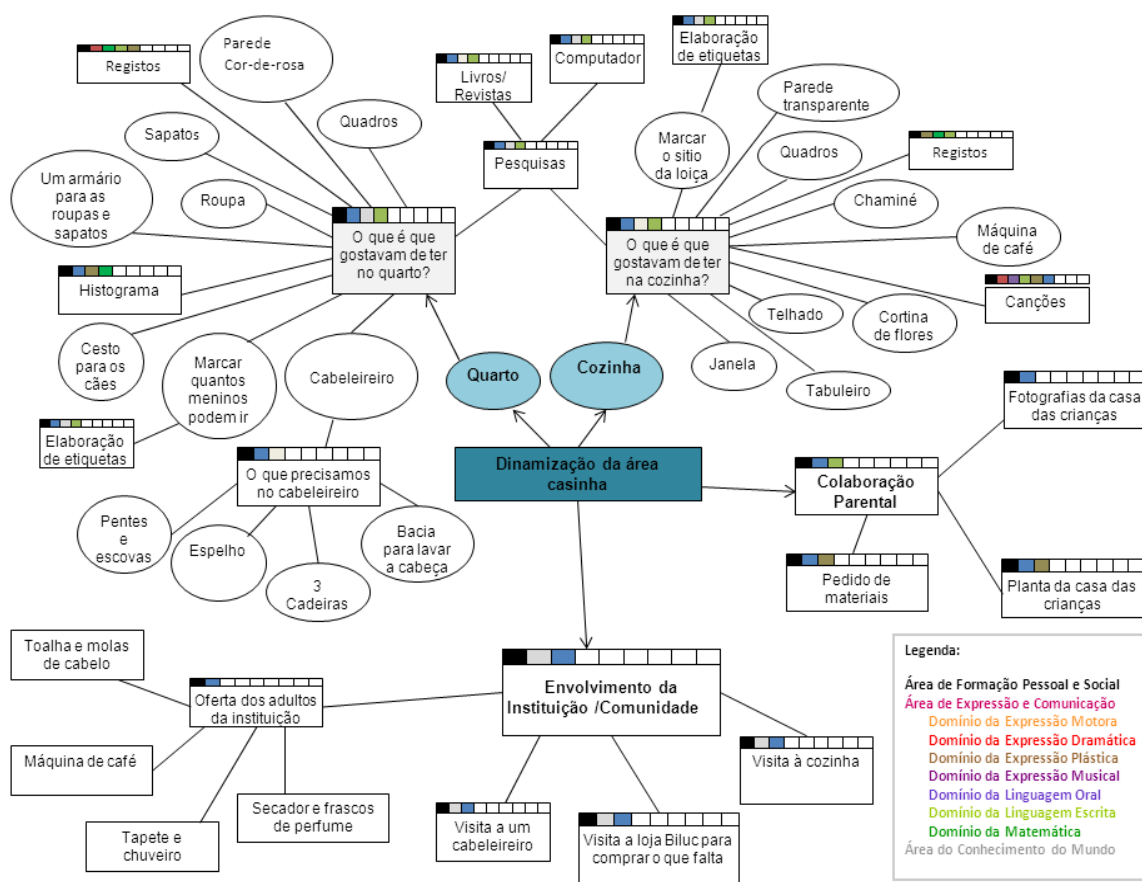 Registos
Parede
Cor-de-rosa
Livros/
Revistas
Computador
Elaboração
de etiquetas
Parede
transparente
Sapatos
Quadros
Pesquisas
Marcar
o sitio
da loiça
Quadros
Registos
Um armário
para as
roupas e
sapatos
Roupa
O que é que
gostavam de ter
no quarto?
O que é que
gostavam de ter
na cozinha?
Chaminé
Máquina
de café
Histograma
Canções
Telhado
Cortina
de flores
Cesto
para os
cães
Marcar
quantos
meninos
podem ir
Cabeleireiro
Quarto
Cozinha
Janela
Tabuleiro
Elaboração
de etiquetas
Fotografias da casa
das crianças
O que precisamos
no cabeleireiro
Dinamização da área
casinha
Colaboração
Parental
Pentes
e
escovas
Espelho
3
Cadeiras
Bacia
para lavar
a cabeça
Pedido de
materiais
Planta da casa das
crianças
Toalha e molas
de cabelo
Oferta dos adultos
da instituição
Envolvimento da
Instituição /Comunidade
Máquina de café
Tapete e
chuveiro
Secador e frascos
de perfume
Visita a um
cabeleireiro
Visita a loja Biluc para
comprar o que falta
Visita à cozinha
Legenda:
Área de Formação Pessoal e Social
Área de Expressão e Comunicação
Domínio da Expressão Motora
Domínio da Expressão Dramática
Domínio da Expressão Plástica
Domínio da Expressão Musical
Domínio da Linguagem Oral
Domínio da Linguagem Escrita
Domínio da Matemática
Área do Conhecimento do Mundo